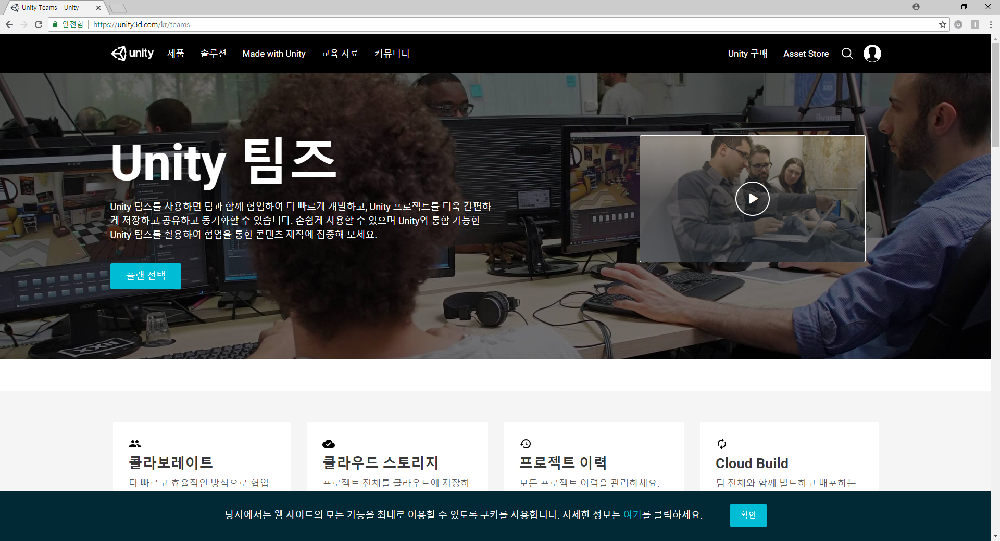 Unity Teams - Unity
안전함 https://unity3d.com/kr/teams
unity 제품 솔루션 Made with Unity 교육 자료 커뮤니티 Unity 구매 Asset Store
Unity 팀즈
Unity 팀즈를 사용하면 팀과 함께 협업하여 더 빠르게 개발하고, Unity 프로젝트를 더욱 간편하
게 저장하고 공유하고 동기화할 수 있습니다. 손쉽게 사용할 수 있으며 Unity와 통합 가능한
Unity 팀즈를 활용하여 협업을 통한 콘텐츠 제작에 집중해 보세요.
플랜 선택
acer
XXII
iiyama
콜라보레이트
더 빠르고 효율적인 방식으로 협업
클라우드 스토리지
프로젝트 전체를 클라우드에 저장하
프로젝트 이력
모든 프로젝트 이력을 관리하세요.
Cloud Build
팀 전체와 함께 빌드하고 배포하는
당사에서는 웹 사이트의 모든 기능을 최대로 이용할 수 있도록 쿠키를 사용합니다. 자세한 정보는 여기를 클릭하세요.
확인